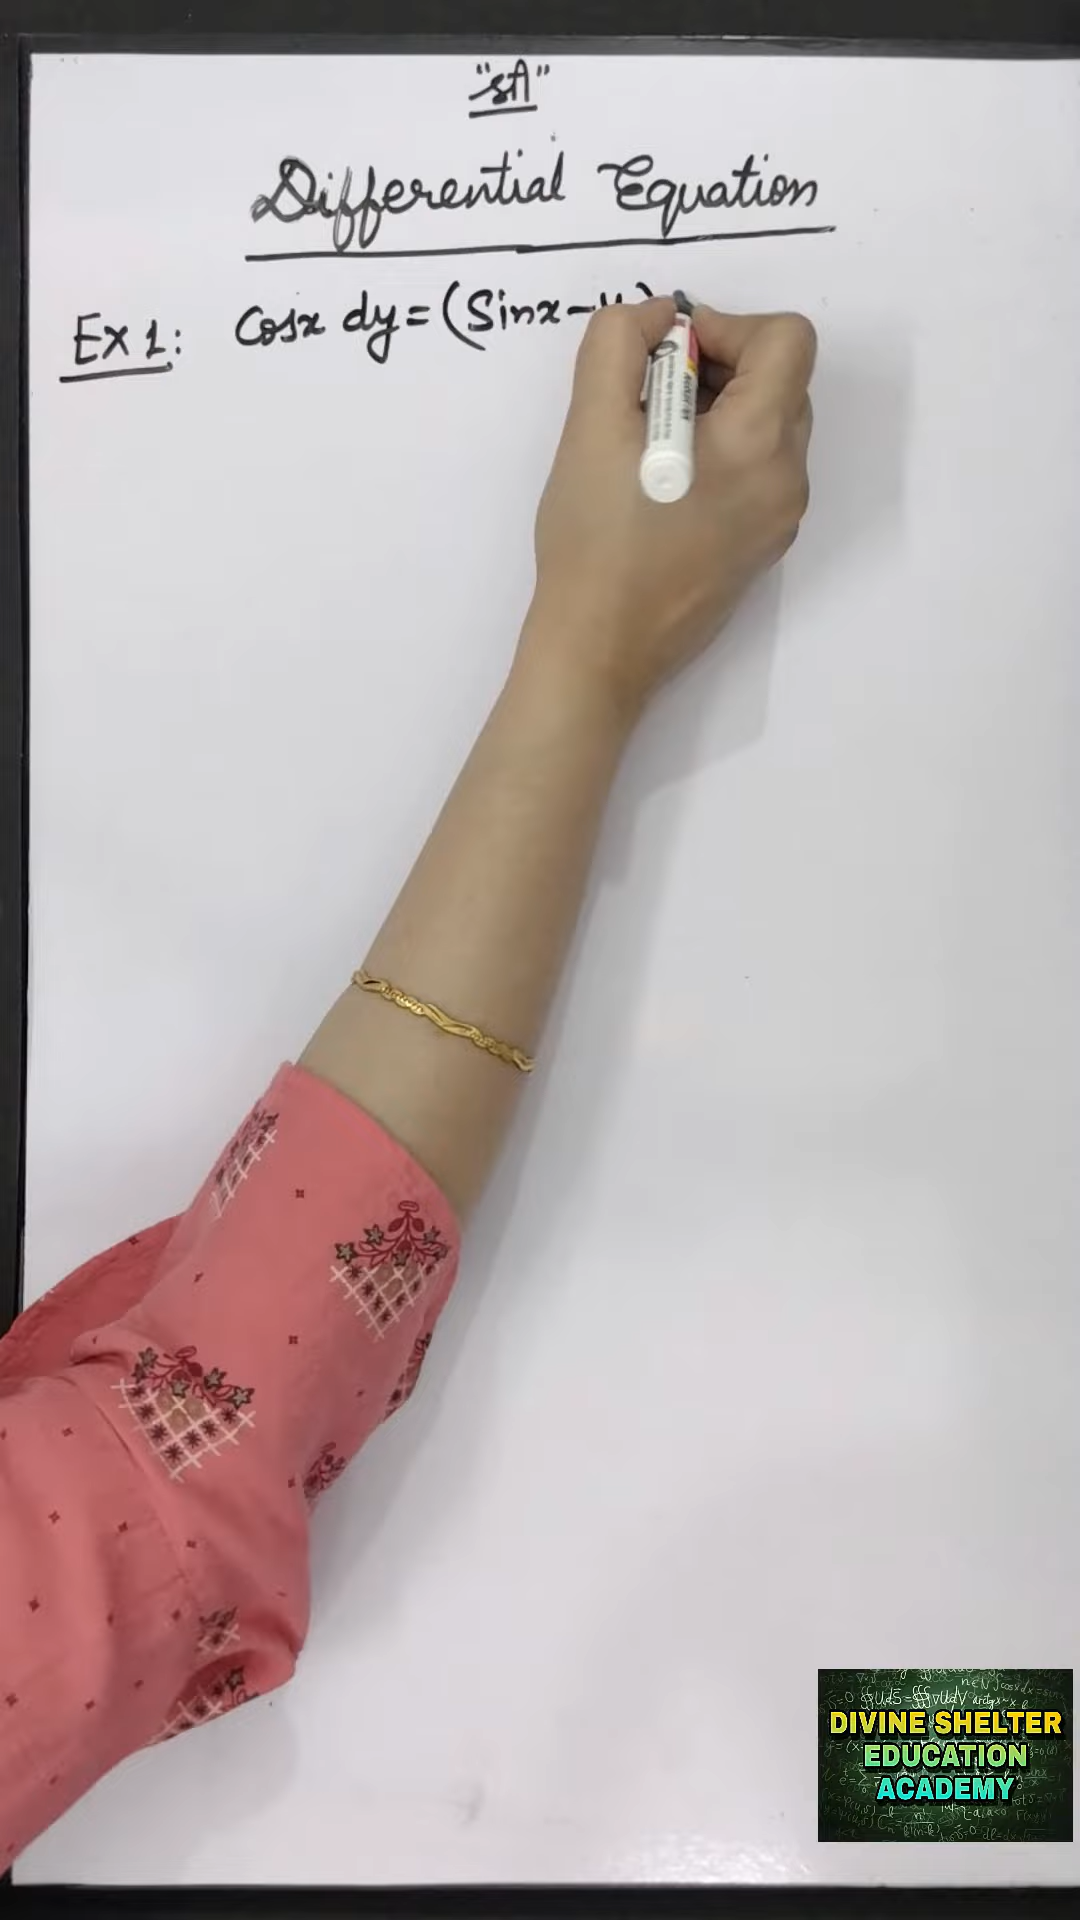 "श्री"
Differential Equation
Ex 1: Cosx dy = (Sinx - y)
DIVINE SHELTER
EDUCATION
ACADEMY